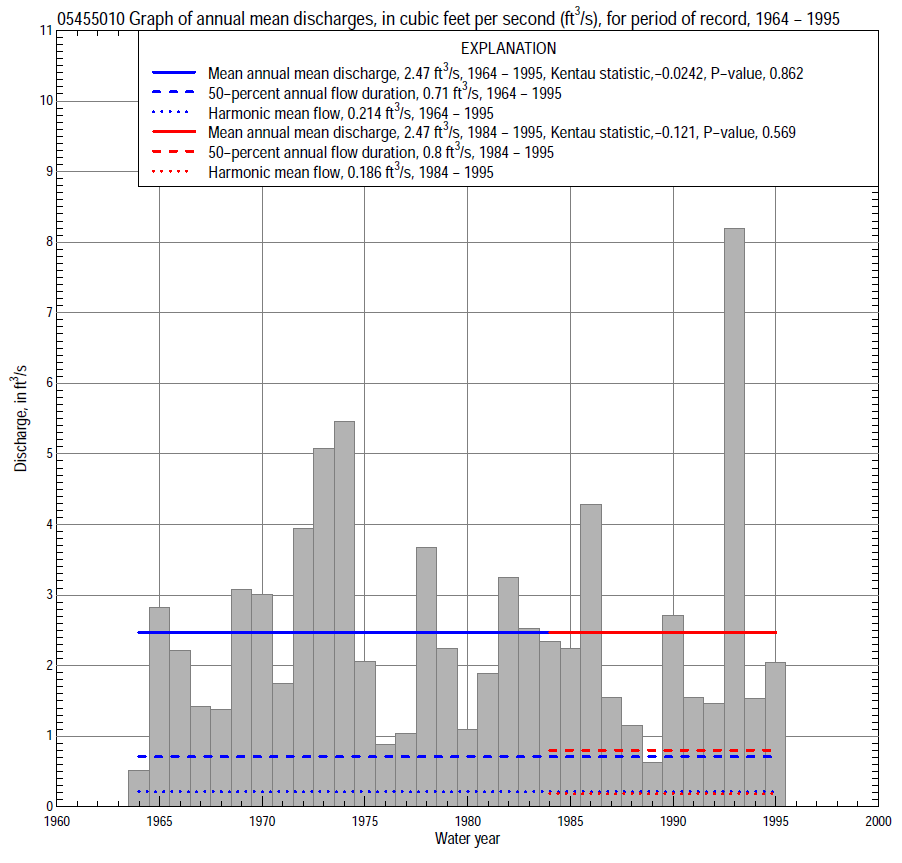 05455010 Graph of annual mean discharges, in cubic feet per second (ft³/s), for period of record, 1964 – 1995
EXPLANATION
Mean annual mean discharge, 2.47 ft³/s, 1964 – 1995, Kentau statistic,–0.0242, P–value, 0.862
50–percent annual flow duration, 0.71 ft³/s, 1964 – 1995
Harmonic mean flow, 0.214 ft³/s, 1964 – 1995
Mean annual mean discharge, 2.47 ft³/s, 1984 – 1995, Kentau statistic,–0.121, P–value, 0.569
50–percent annual flow duration, 0.8 ft³/s, 1984 – 1995
Harmonic mean flow, 0.186 ft³/s, 1984 – 1995
11
10
9
8
7
6
5
4
3
2
1
0
Discharge, in ft³/s
1960 1965 1970 1975 1980 1985 1990 1995 2000
Water year